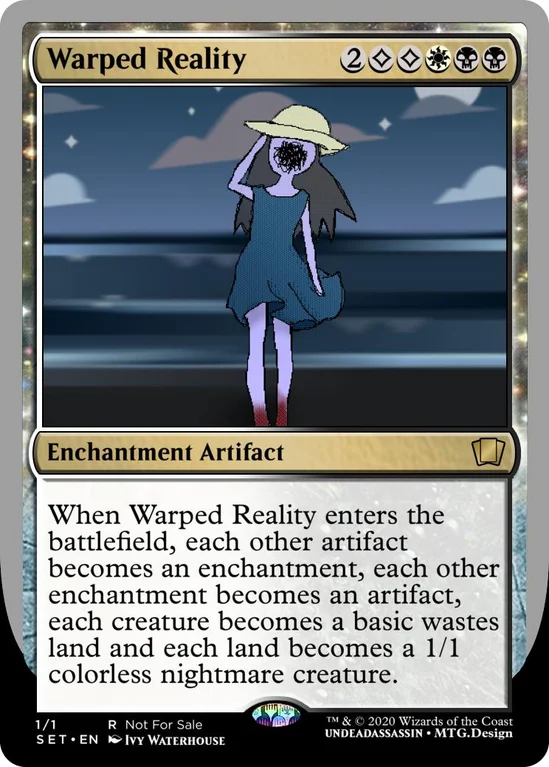 Warped Reality 2
Enchantment Artifact
When Warped Reality enters the
battlefield, each other artifact
becomes an enchantment, each other
enchantment becomes an artifact,
each creature becomes a basic wastes
land and each land becomes a 1/1
colorless nightmare creature.
1/1 R Not For Sale
SET • EN Ivy Waterhouse
™ & © 2020 Wizards of the Coast
UNDEADASSASSIN • MTG.Design